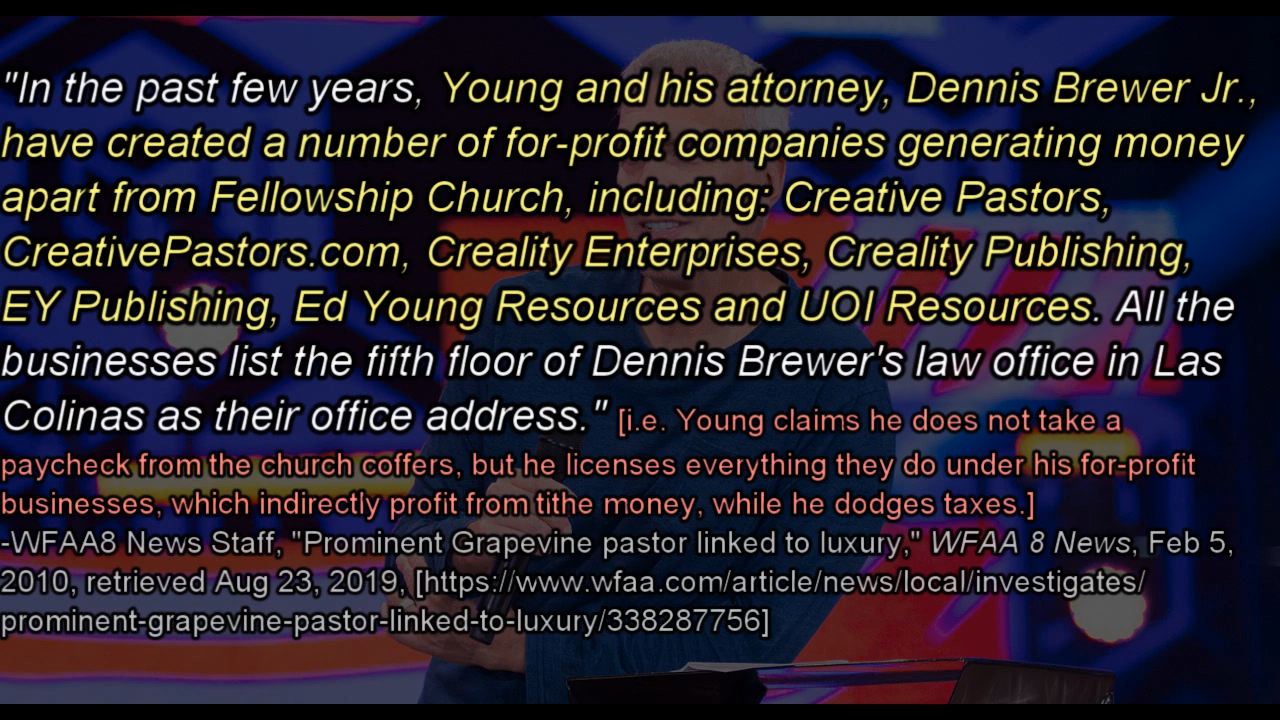 "In the past few years, Young and his attorney, Dennis Brewer Jr.,
have created a number of for-profit companies generating money
apart from Fellowship Church, including: Creative Pastors,
CreativePastors.com, Creality Enterprises, Creality Publishing,
EY Publishing, Ed Young Resources and UOI Resources. All the
businesses list the fifth floor of Dennis Brewer's law office in Las
Colinas as their office address." [i.e. Young claims he does not take a
paycheck from the church coffers, but he licenses everything they do under his for-profit
businesses, which indirectly profit from tithe money, while he dodges taxes.]
-WFAA8 News Staff, "Prominent Grapevine pastor linked to luxury," WFAA 8 News, Feb 5,
2010, retrieved Aug 23, 2019, [https://www.wfaa.com/article/news/local/investigates/
prominent-grapevine-pastor-linked-to-luxury/338287756]